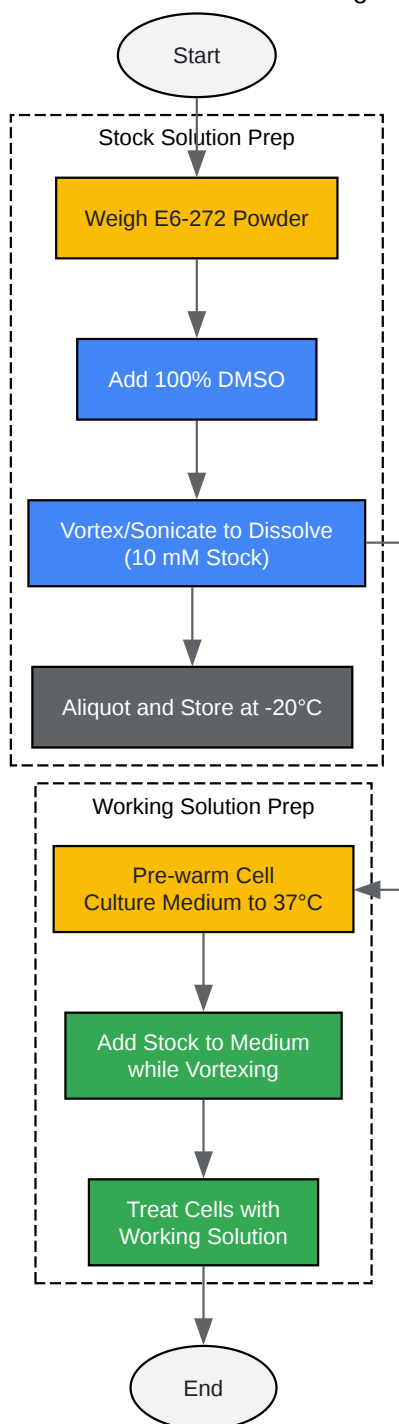 Start
Stock Solution Prep
Weigh E6-272 Powder
Add 100% DMSO
Vortex/Sonicate to Dissolve
(10 mM Stock)
Aliquot and Store at -20°C
Working Solution Prep
Pre-warm Cell
Culture Medium to 37°C
Add Stock to Medium
while Vortexing
Treat Cells with
Working Solution
End